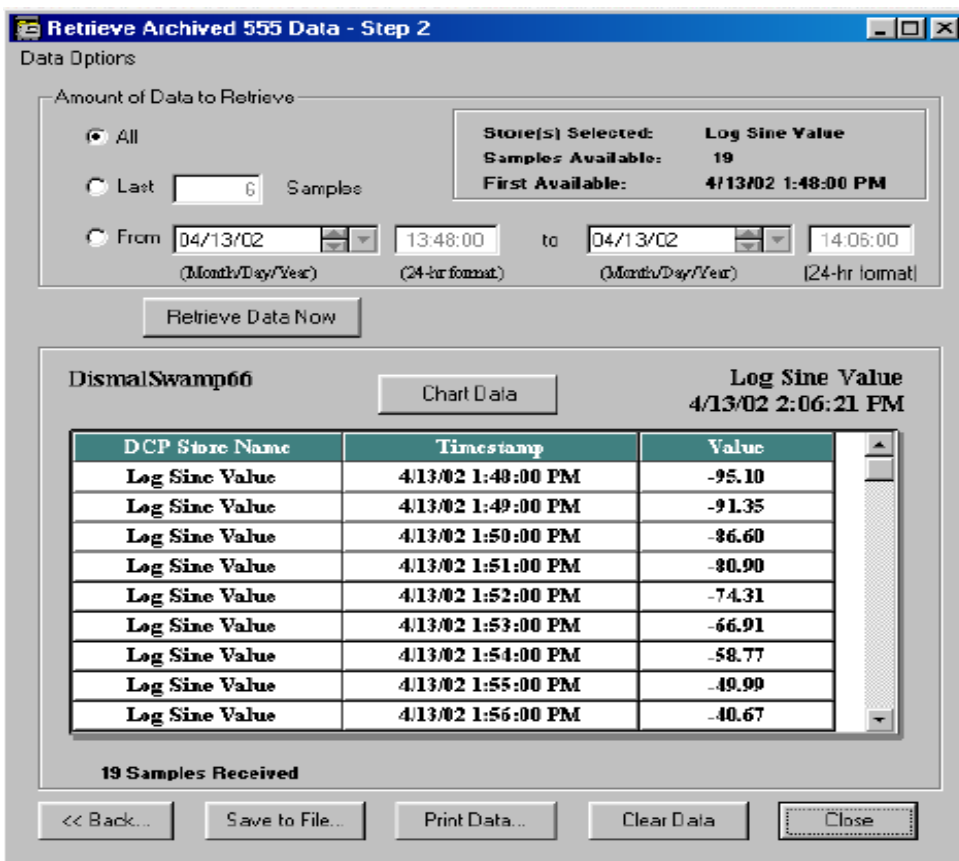 Retrieve Archived 555 Data - Step 2
Data Options
Amount of Data to Retrieve
All
Store(s) Selected: Log Sine Value
Samples Available: 19
First Available: 4/13/02 1:48:00 PM
Last 6 Samples
From 04/13/02 13:48:00 to 04/13/02 14:06:00
(Month/Day/Year) (24-hr format) (Month/Day/Year) (24-hr format)
Retrieve Data Now
DismalSwamp66
Chart Data
Log Sine Value
4/13/02 2:06:21 PM
DCP Store Name Timestamp Value
Log Sine Value 4/13/02 1:48:00 PM -95.10
Log Sine Value 4/13/02 1:49:00 PM -91.35
Log Sine Value 4/13/02 1:50:00 PM -86.60
Log Sine Value 4/13/02 1:51:00 PM -80.90
Log Sine Value 4/13/02 1:52:00 PM -74.31
Log Sine Value 4/13/02 1:53:00 PM -66.91
Log Sine Value 4/13/02 1:54:00 PM -58.77
Log Sine Value 4/13/02 1:55:00 PM -49.99
Log Sine Value 4/13/02 1:56:00 PM -40.67
19 Samples Received
<< Back... Save to File... Print Data... Clear Data Close